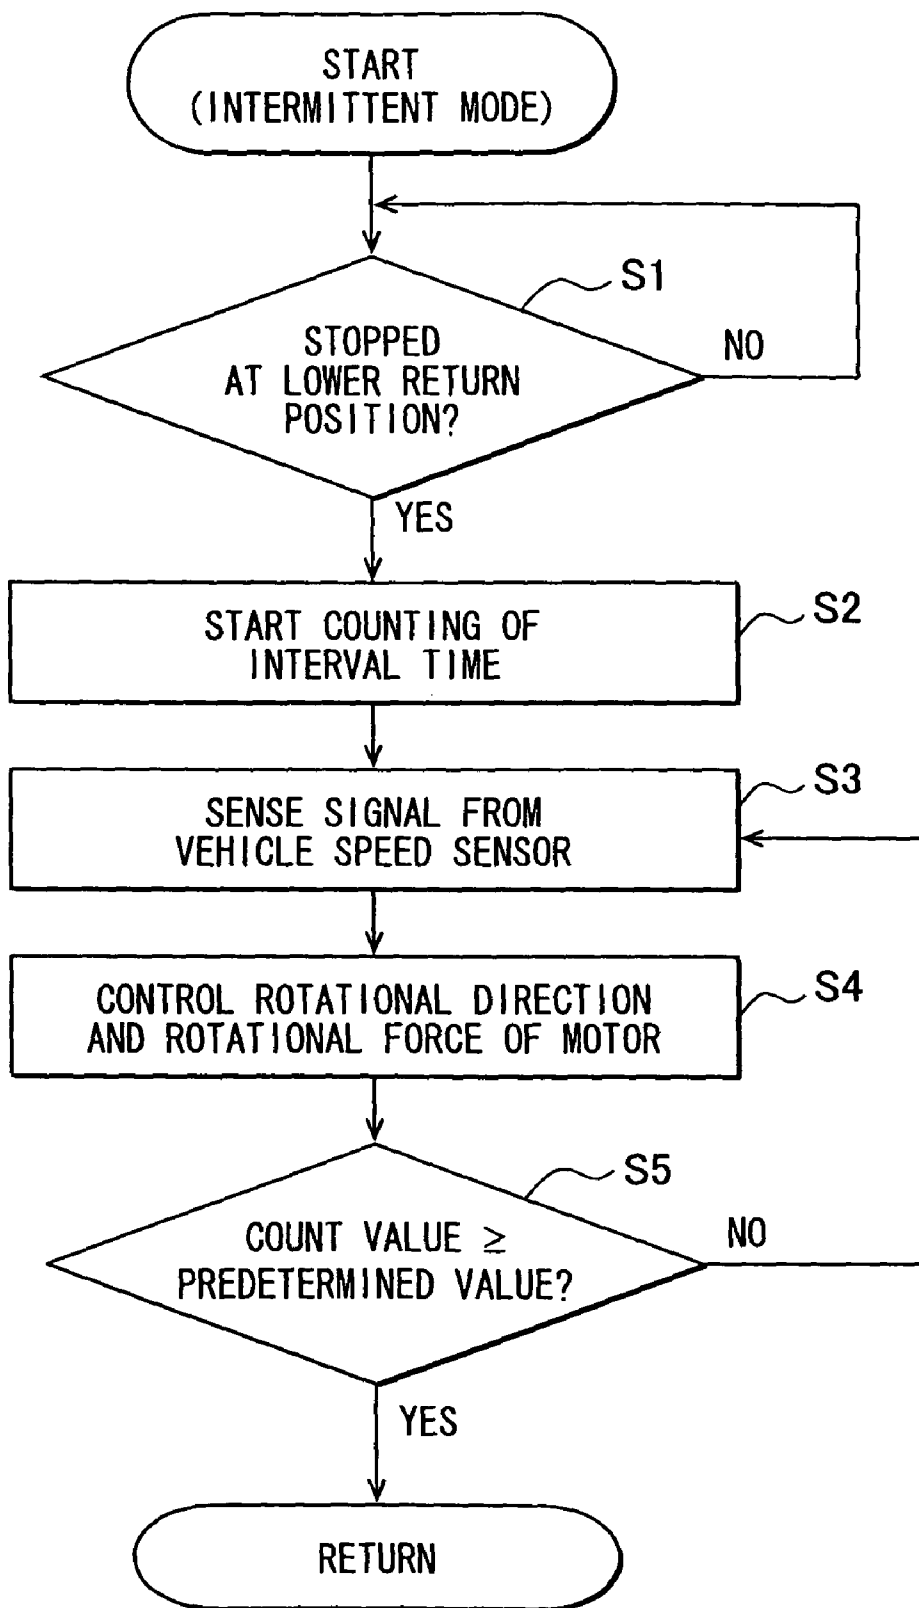 START
(INTERMITTENT MODE)
S1
STOPPED
AT LOWER RETURN
POSITION?
NO
YES
S2
START COUNTING OF
INTERVAL TIME
S3
SENSE SIGNAL FROM
VEHICLE SPEED SENSOR
S4
CONTROL ROTATIONAL DIRECTION
AND ROTATIONAL FORCE OF MOTOR
S5
COUNT VALUE ≥
PREDETERMINED VALUE?
NO
YES
RETURN